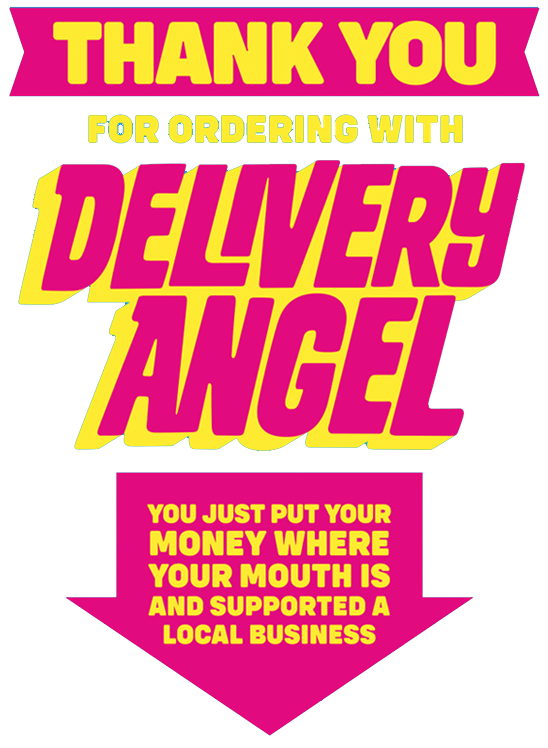 THANK YOU
FOR ORDERING WITH
DELIVERY
ANGEL
YOU JUST PUT YOUR
MONEY WHERE
YOUR MOUTH IS
AND SUPPORTED A
LOCAL BUSINESS